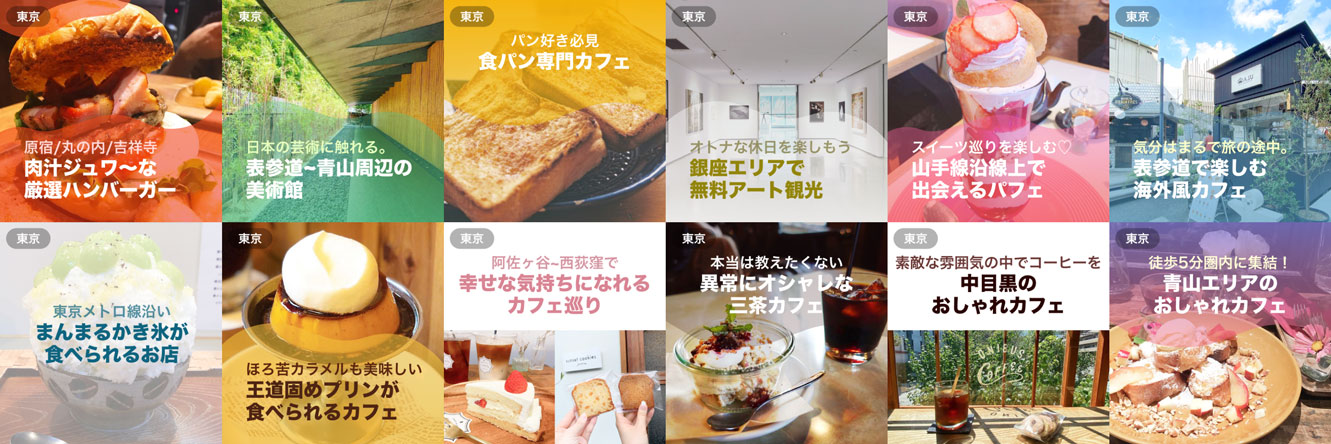 東京
原宿/丸の内/吉祥寺
肉汁ジュワ〜な
厳選ハンバーガー
東京
日本の芸術に触れる。
表参道~青山周辺の
美術館
パン好き必見
食パン専門カフェ
東京
オトナな休日を楽しもう
銀座エリアで
無料アート観光
東京
スイーツ巡りを楽しむ♡
山手線沿線上で
出会えるパフェ
東京
気分はまるで旅の途中。
表参道で楽しむ
海外風カフェ
東京メトロ線沿い
まんまるかき氷が
食べられるお店
東京
ほろ苦カラメルも美味しい
王道固めプリンが
食べられるカフェ
東京
阿佐ヶ谷~西荻窪で
幸せな気持ちになれる
カフェ巡り
東京
本当は教えたくない
異常にオシャレな
三茶カフェ
東京
素敵な雰囲気の中でコーヒーを
中目黒の
おしゃれカフェ
UNIQUE
COFFEE
東京
徒歩5分圏内に集結！
青山エリアの
おしゃれカフェ
東京
東京